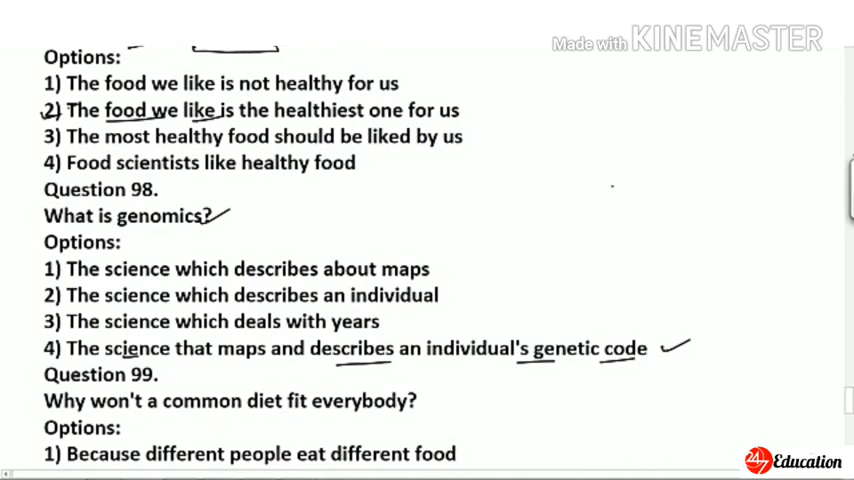 Made with KINEMASTER
Options:
1) The food we like is not healthy for us
2) The food we like is the healthiest one for us
3) The most healthy food should be liked by us
4) Food scientists like healthy food
Question 98.
What is genomics?
Options:
1) The science which describes about maps
2) The science which describes an individual
3) The science which deals with years
4) The science that maps and describes an individual's genetic code
Question 99.
Why won't a common diet fit everybody?
Options:
1) Because different people eat different food
24/7 Education